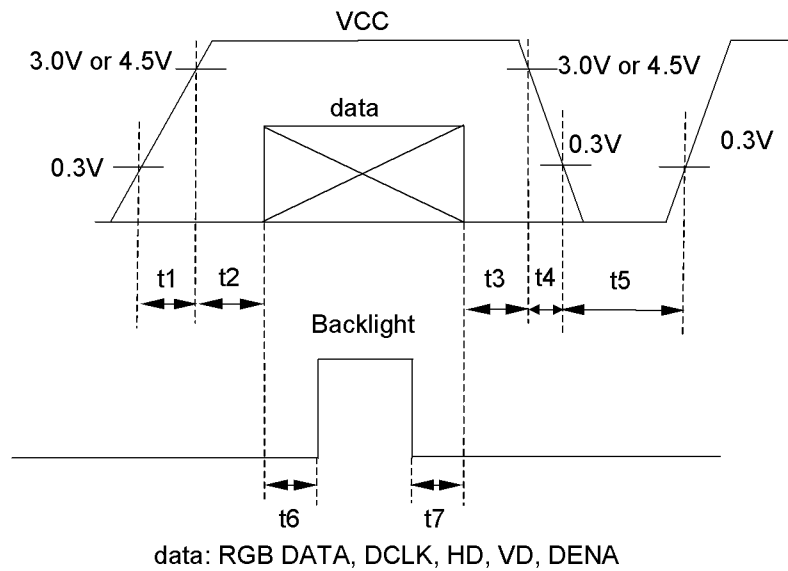 VCC
3.0V or 4.5V
3.0V or 4.5V
data
0.3V
0.3V
0.3V
t1
t2
t3
t4
t5
Backlight
t6
t7
data: RGB DATA, DCLK, HD, VD, DENA